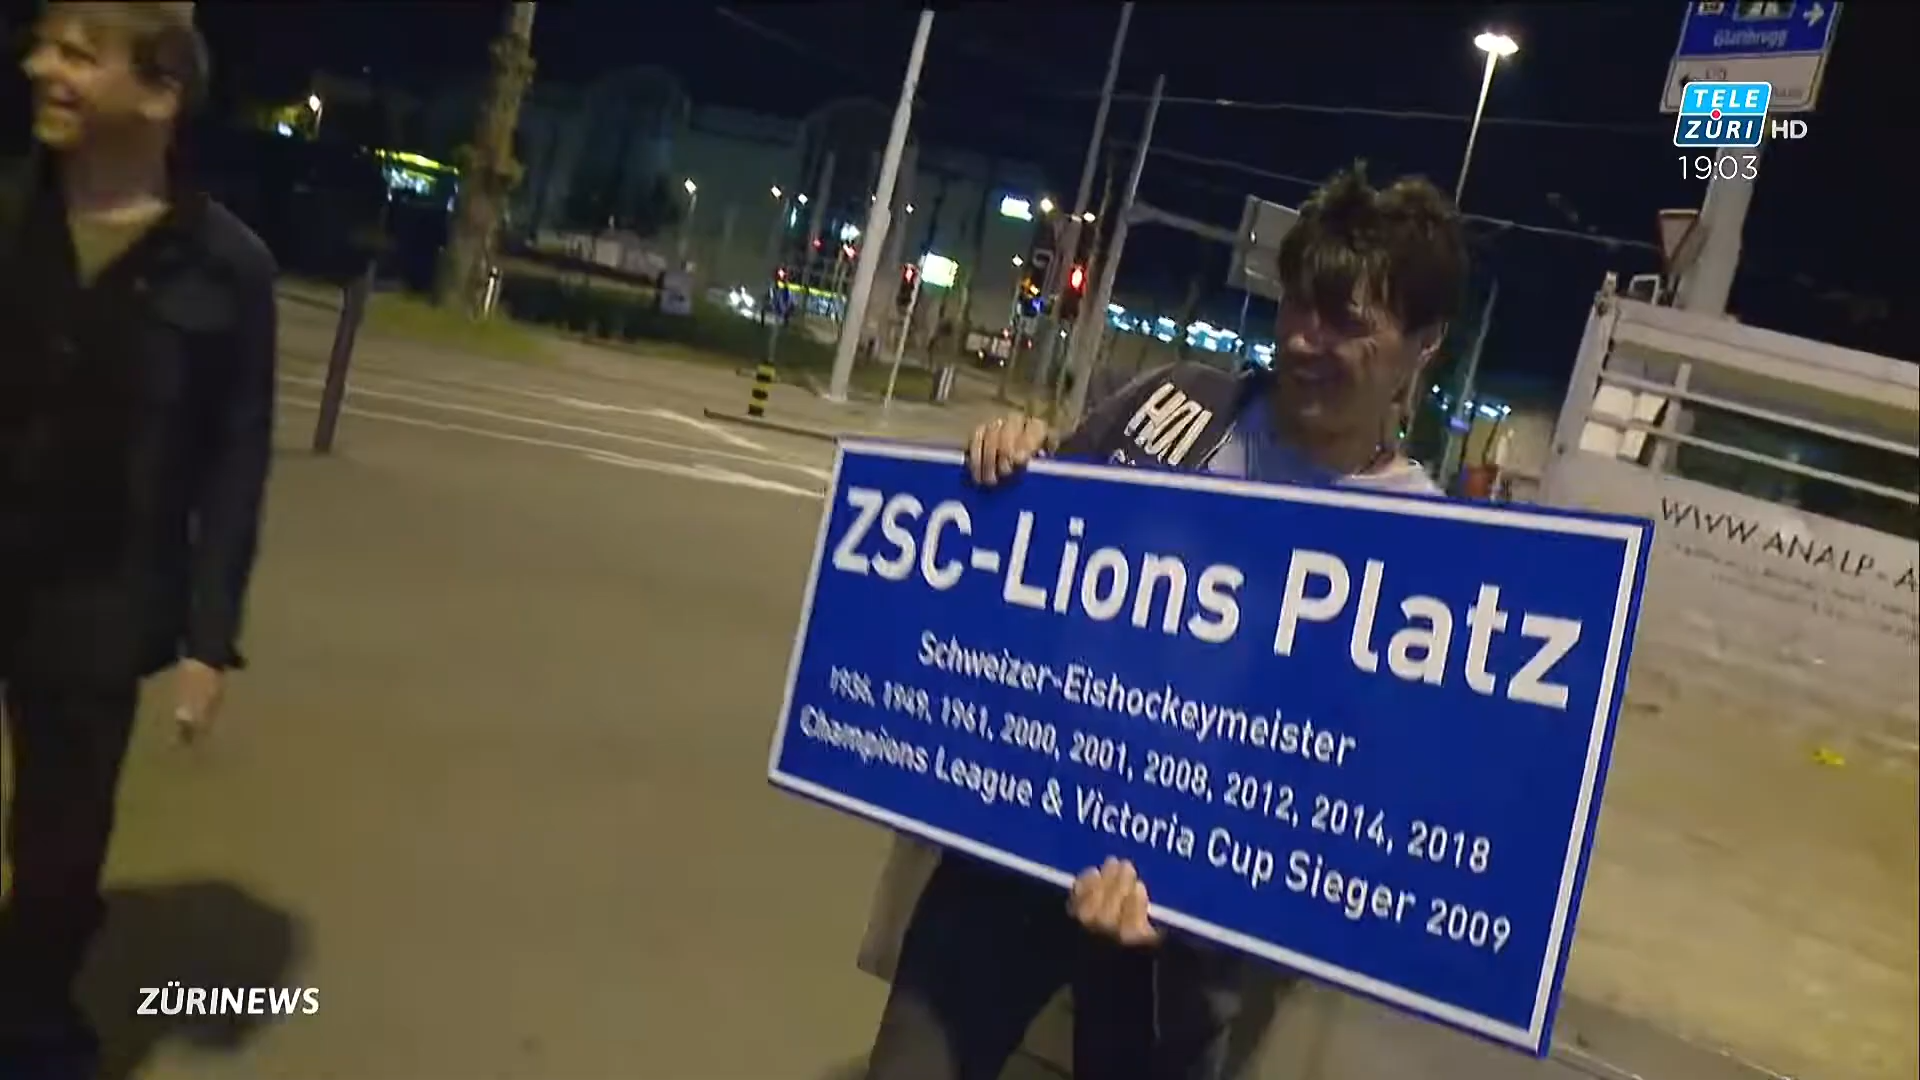 Glattbrugg
TELE
ZÜRI HD
19:03
ZSC-Lions Platz
Schweizer-Eishockeymeister
1936, 1949, 1961, 2000, 2001, 2008, 2012, 2014, 2018
Champions League & Victoria Cup Sieger 2009
WWW.ANALP-A
ZÜRINEWS